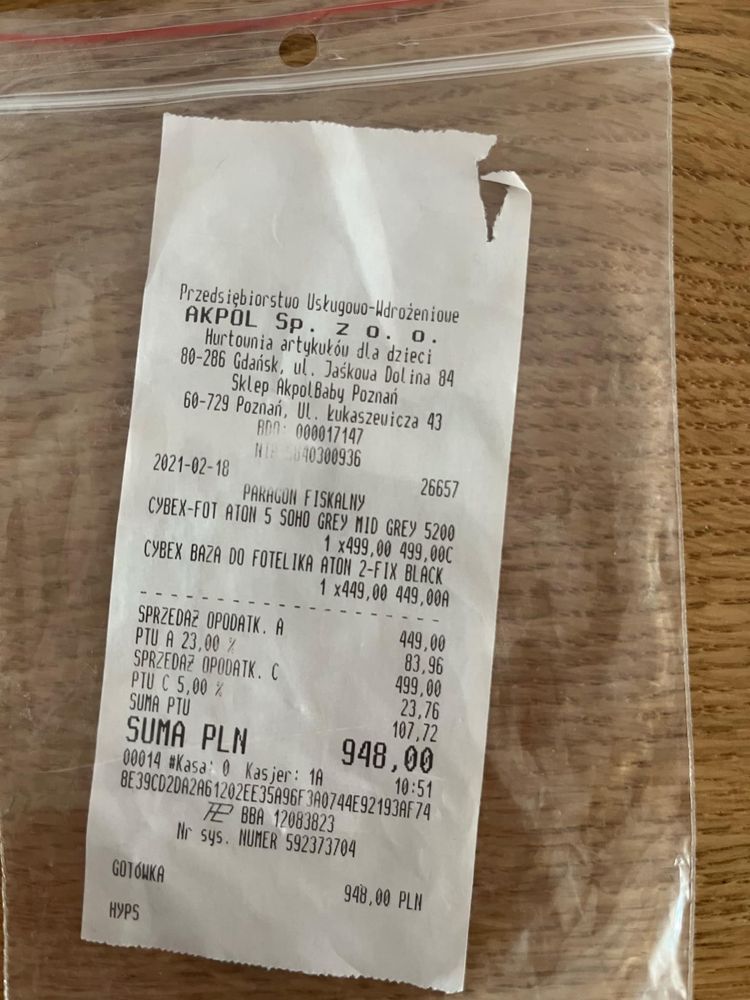 Przedsiębiorstwo Usługowo-Wdrożeniowe
AKPOL Sp. z o. o.
Hurtownia artykułów dla dzieci
80-286 Gdańsk, ul. Jaśkowa Dolina 84
Sklep AkpolBaby Poznań
60-729 Poznań, Ul. Łukaszewicza 43
BDO: 000017147
NIP 5840300936
2021-02-18 26657
PARAGON FISKALNY
CYBEX-FOT ATON 5 SOHO GREY MID GREY 5200
1 x499,00 499,00C
CYBEX BAZA DO FOTELIKA ATON 2-FIX BLACK
1 x449,00 449,00A
SPRZEDAŻ OPODATK. A 449,00
PTU A 23,00 % 83,96
SPRZEDAŻ OPODATK. C 499,00
PTU C 5,00 % 23,76
SUMA PTU 107,72
SUMA PLN 948,00
00014 #Kasa: 0 Kasjer: 1A 10:51
8E39CD2DA2A61202EE35A96F3A0744E92193AF74
BBA 12083823
Nr sys. NUMER 592373704
GOTÓWKA 948,00 PLN
HYPS